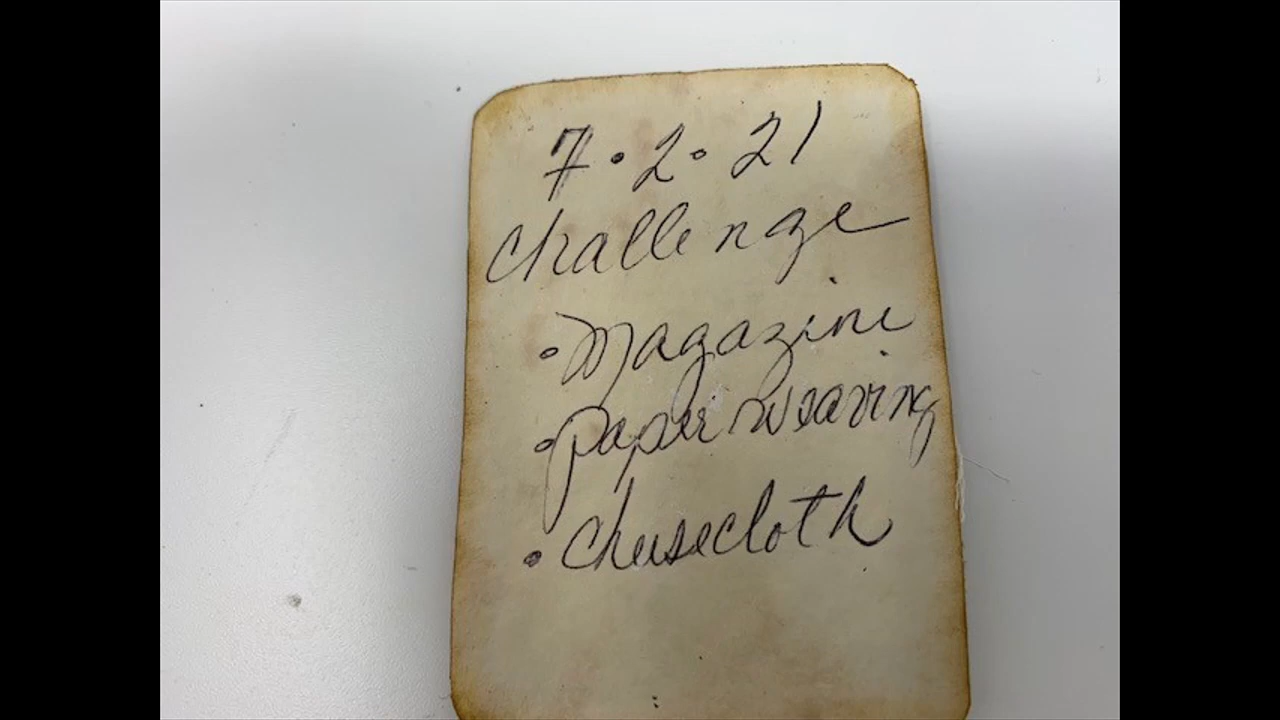 7.2.21
Challenge
• Magazine
• paper weaving
• Cheesecloth